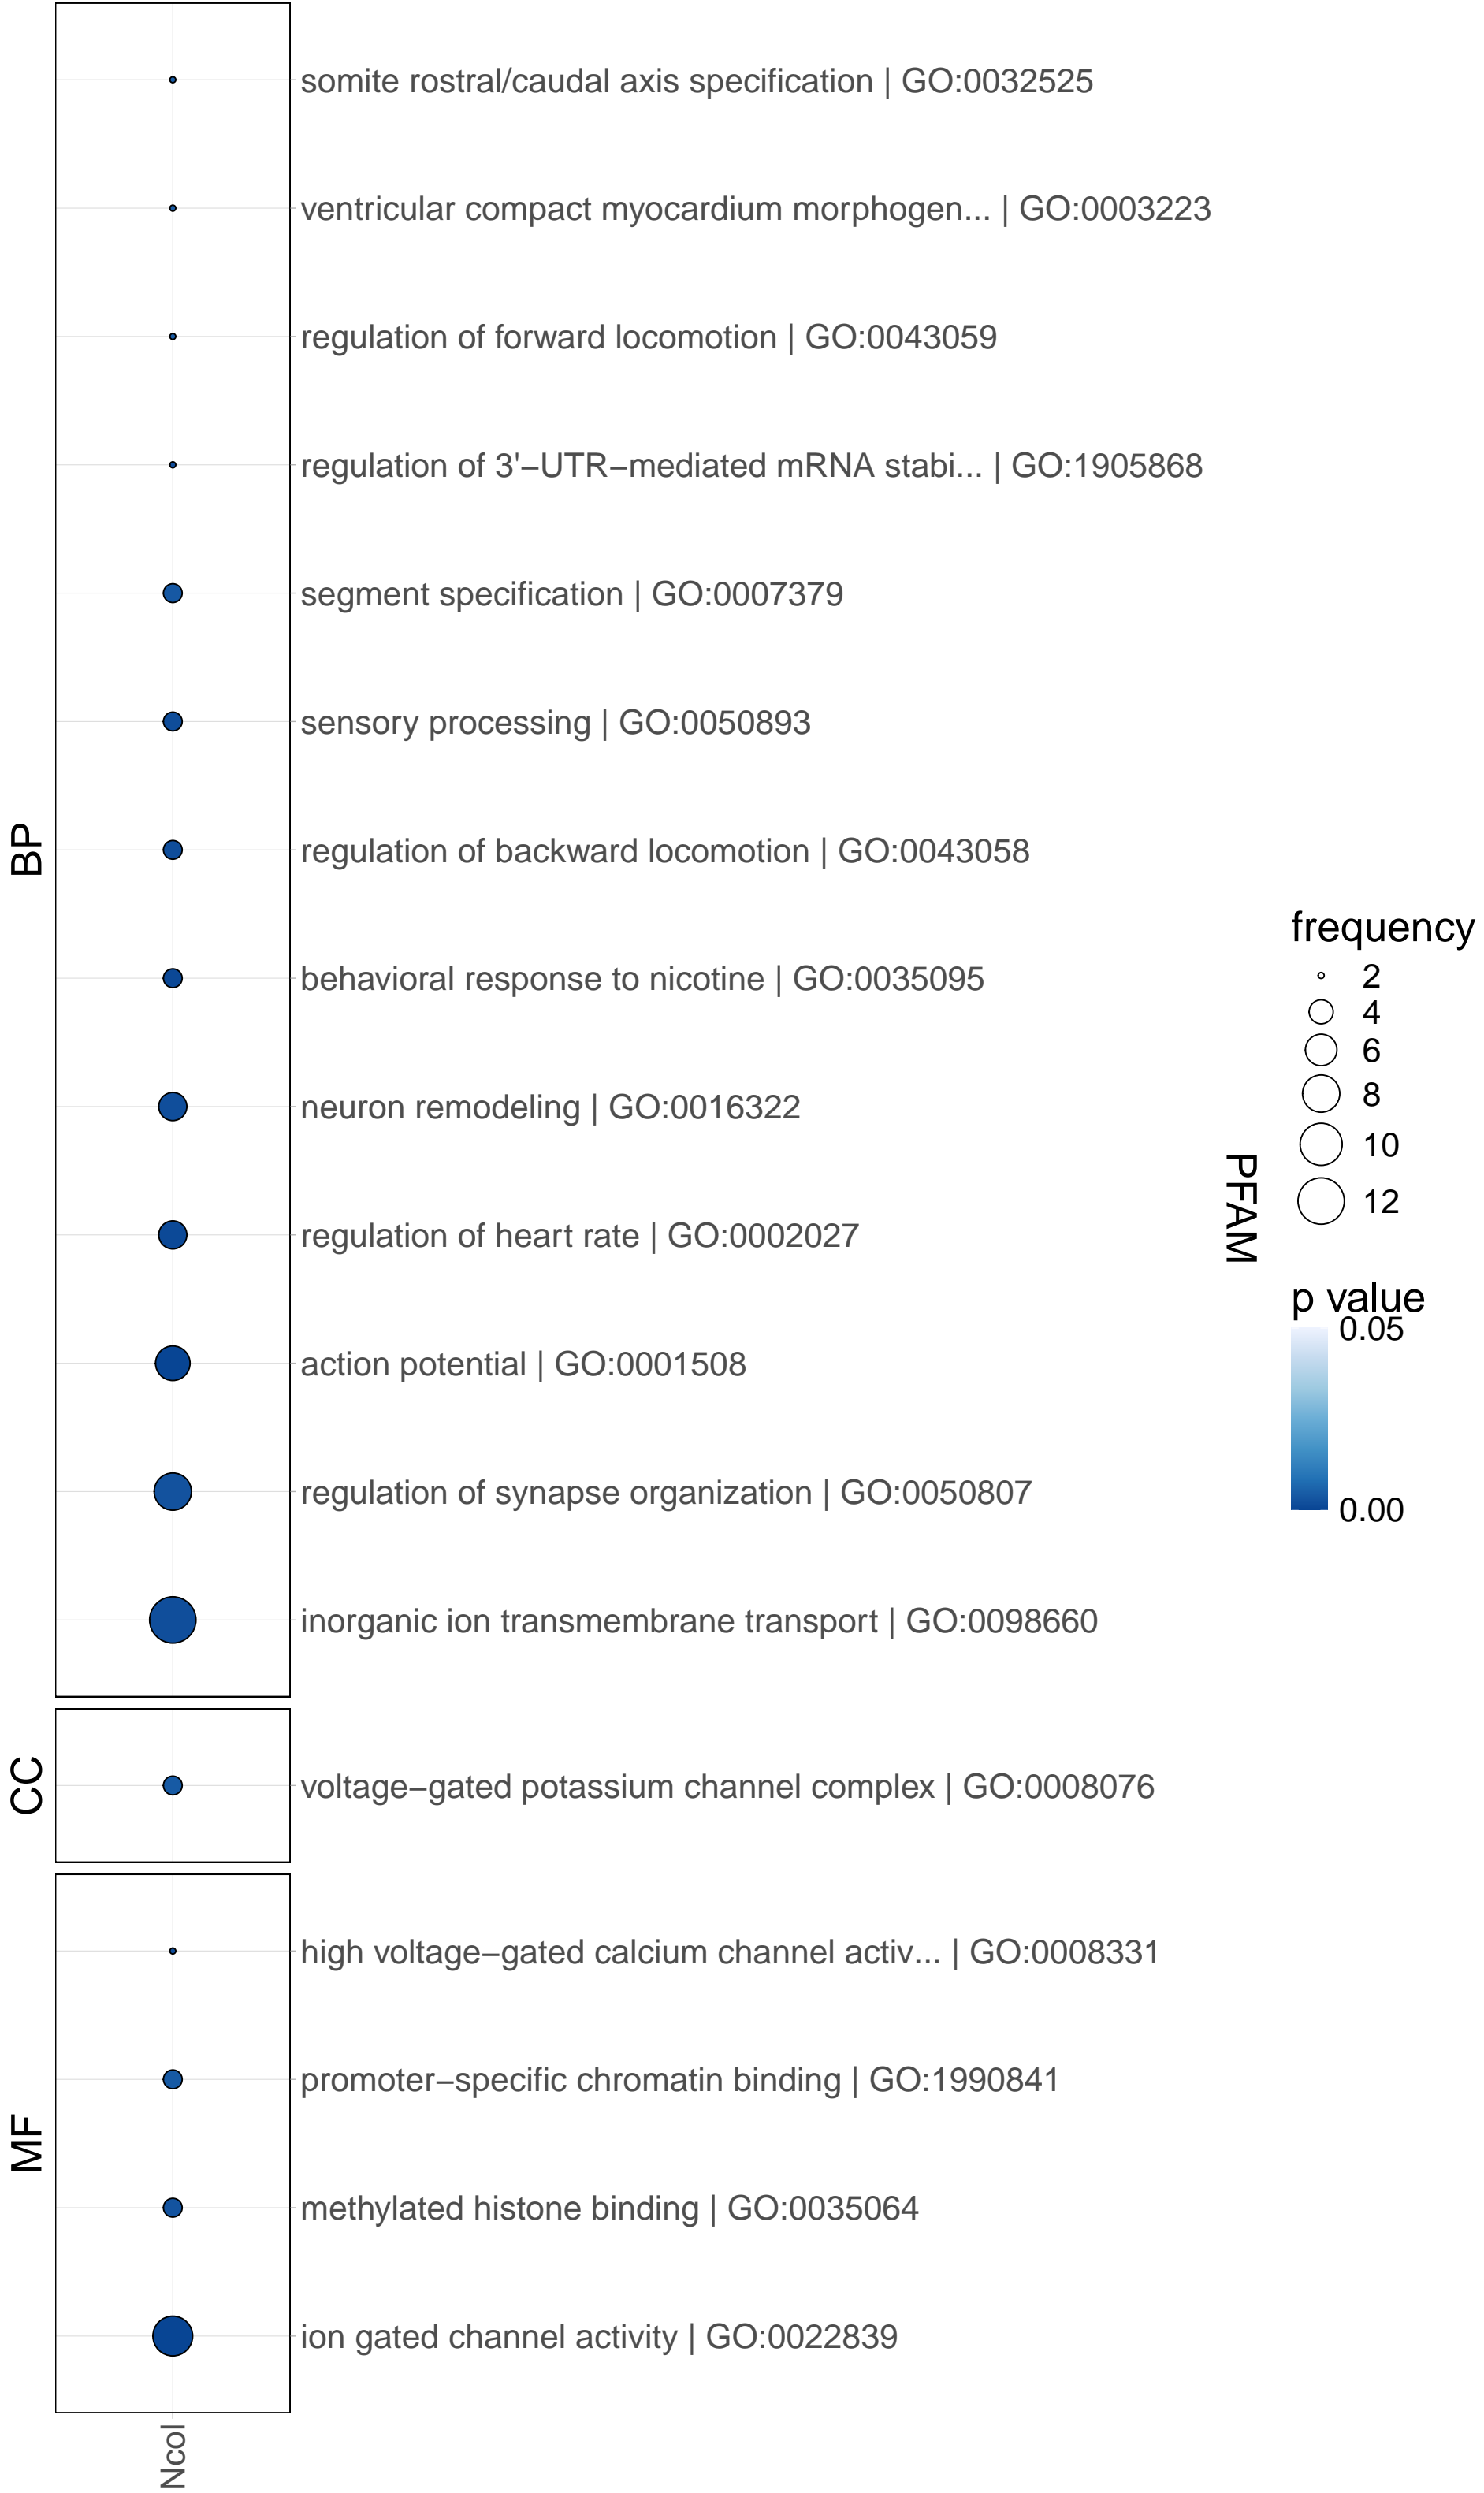 BP
somite rostral/caudal axis specification | GO:0032525
ventricular compact myocardium morphogen... | GO:0003223
regulation of forward locomotion | GO:0043059
regulation of 3'−UTR−mediated mRNA stabi... | GO:1905868
segment specification | GO:0007379
sensory processing | GO:0050893
regulation of backward locomotion | GO:0043058
behavioral response to nicotine | GO:0035095
neuron remodeling | GO:0016322
regulation of heart rate | GO:0002027
action potential | GO:0001508
regulation of synapse organization | GO:0050807
inorganic ion transmembrane transport | GO:0098660
CC
voltage−gated potassium channel complex | GO:0008076
MF
high voltage−gated calcium channel activ... | GO:0008331
promoter−specific chromatin binding | GO:1990841
methylated histone binding | GO:0035064
ion gated channel activity | GO:0022839
Ncol
PFAM
frequency
2
4
6
8
10
12
p value
0.05
0.00